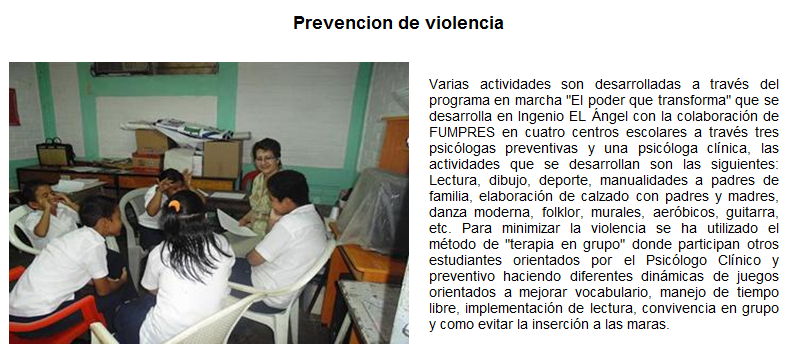 Prevencion de violencia
Varias actividades son desarrolladas a través del
programa en marcha "El poder que transforma" que se
desarrolla en Ingenio EL Ángel con la colaboración de
FUMPRES en cuatro centros escolares a través tres
psicólogas preventivas y una psicóloga clínica, las
actividades que se desarrollan son las siguientes:
Lectura, dibujo, deporte, manualidades a padres de
familia, elaboración de calzado con padres y madres,
danza moderna, folklor, murales, aeróbicos, guitarra,
etc. Para minimizar la violencia se ha utilizado el
método de "terapia en grupo" donde participan otros
estudiantes orientados por el Psicólogo Clínico y
preventivo haciendo diferentes dinámicas de juegos
orientados a mejorar vocabulario, manejo de tiempo
libre, implementación de lectura, convivencia en grupo
y como evitar la inserción a las maras.